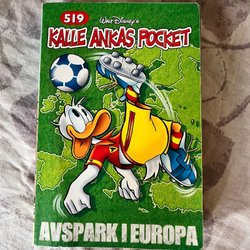 519
Walt Disney's
KALLE ANKAS POCKET
AVSPARK I EUROPA